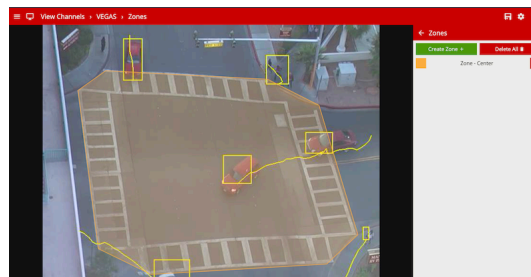 View Channels › VEGAS › Zones
← Zones
Create Zone +
Delete All
Zone - Center